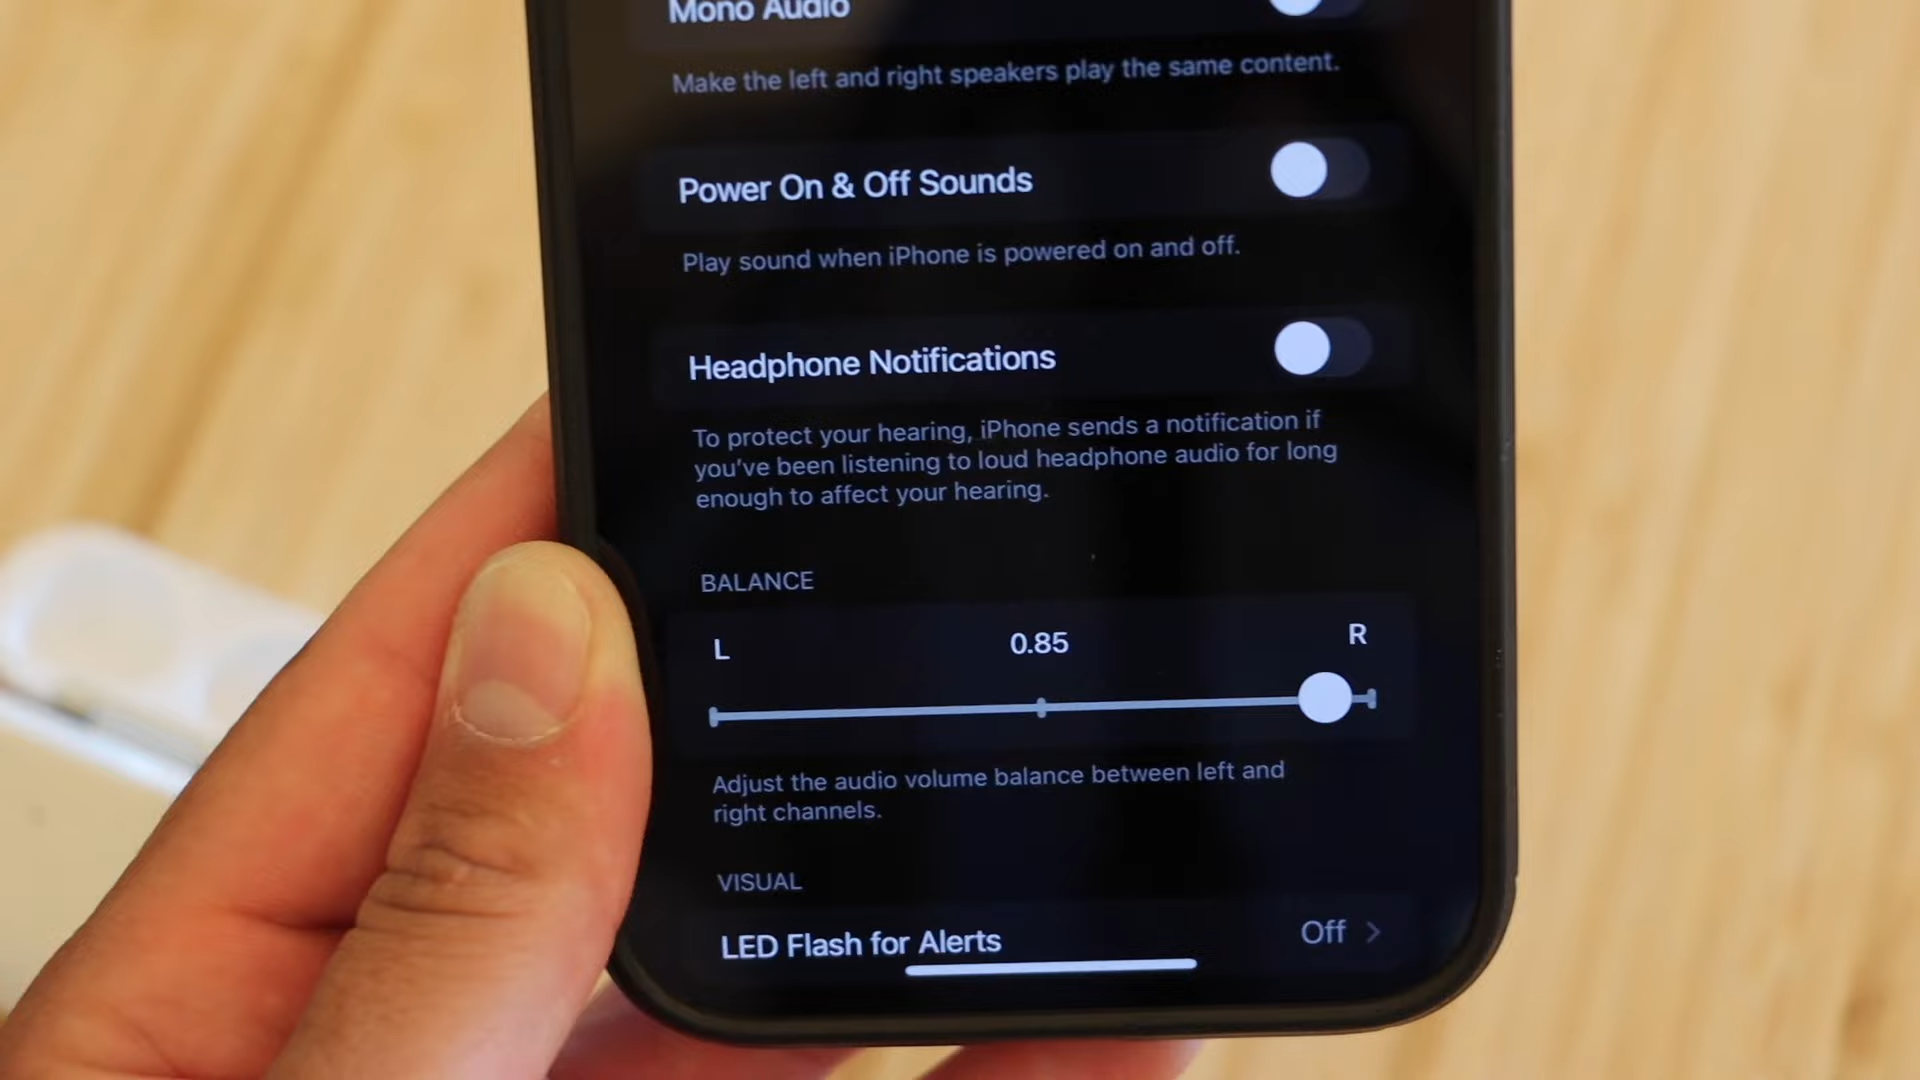 Mono Audio
Make the left and right speakers play the same content.
Power On & Off Sounds
Play sound when iPhone is powered on and off.
Headphone Notifications
To protect your hearing, iPhone sends a notification if
you've been listening to loud headphone audio for long
enough to affect your hearing.
BALANCE
L 0.85 R
Adjust the audio volume balance between left and
right channels.
VISUAL
LED Flash for Alerts Off >